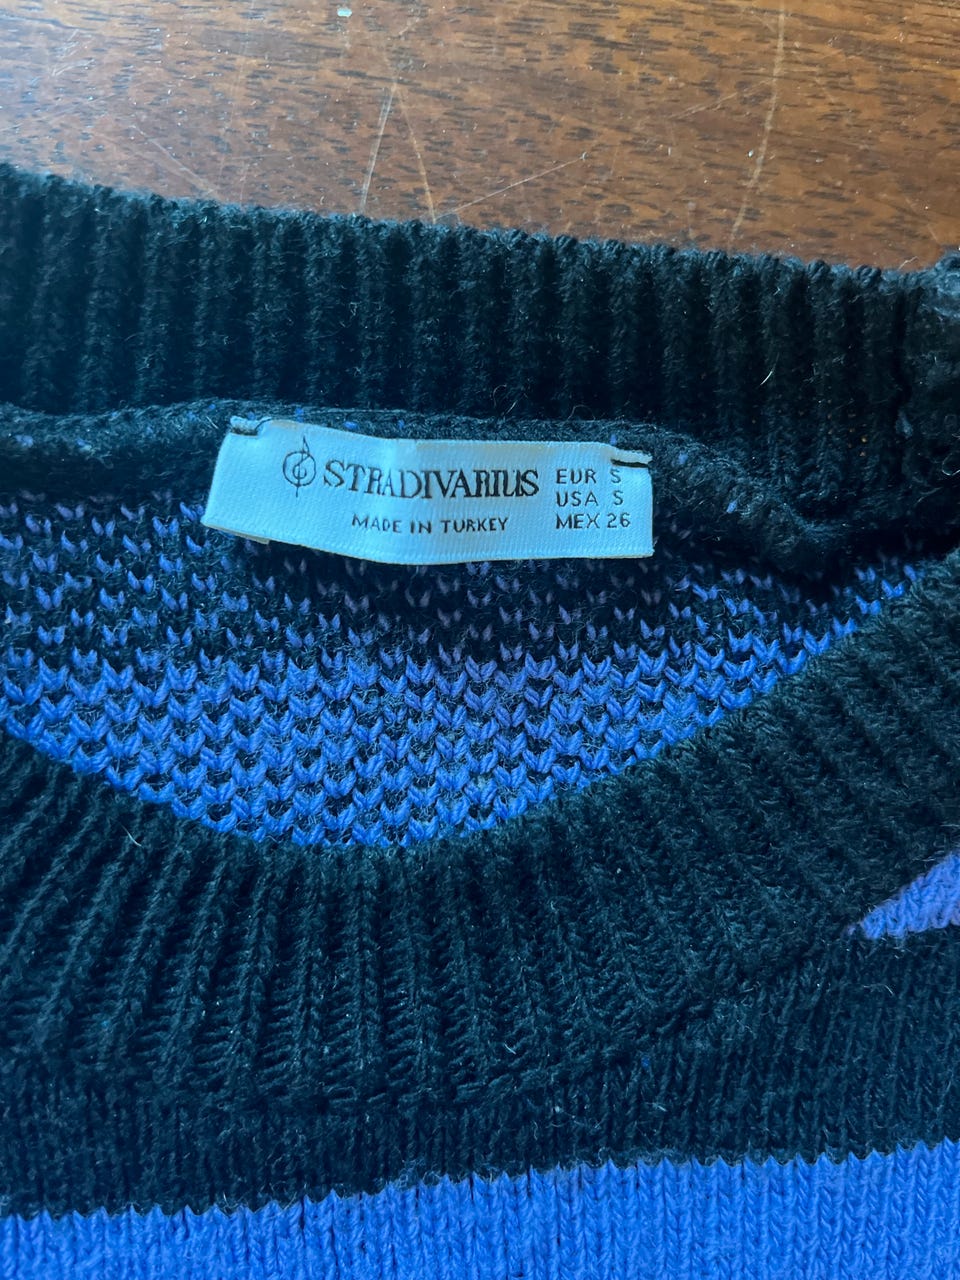 STRADIVARIUS
MADE IN TURKEY
EUR S
USA S
MEX 26